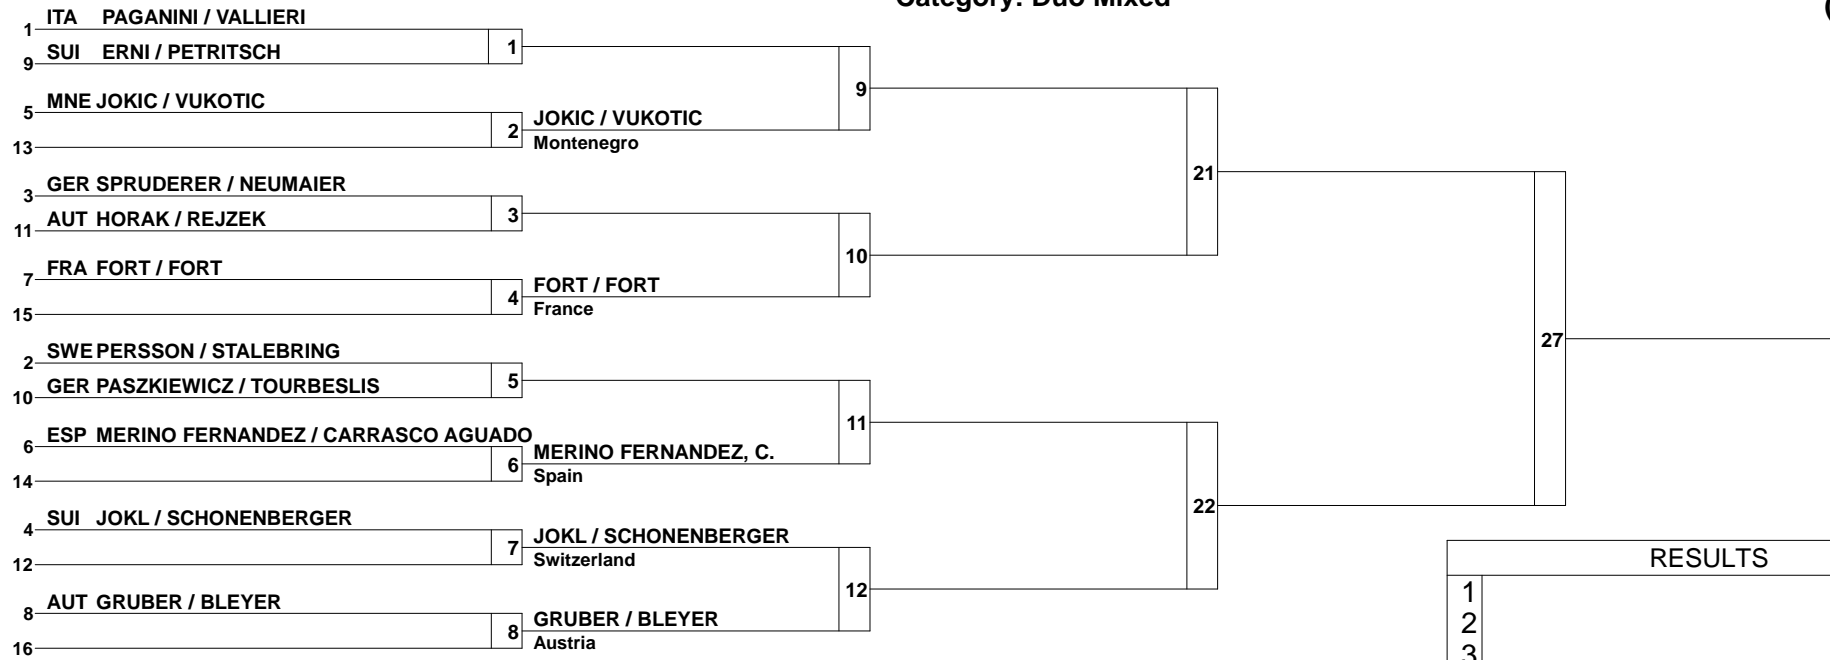 Category: Duo Mixed
1 ITA PAGANINI / VALLIERI
9 SUI ERNI / PETRITSCH
1
5 MNE JOKIC / VUKOTIC
13
2 JOKIC / VUKOTIC
Montenegro
9
3 GER SPRUDERER / NEUMAIER
11 AUT HORAK / REJZEK
3
7 FRA FORT / FORT
15
4 FORT / FORT
France
10
21
2 SWE PERSSON / STALEBRING
10 GER PASZKIEWICZ / TOURBESLIS
5
6 ESP MERINO FERNANDEZ / CARRASCO AGUADO
14
6 MERINO FERNANDEZ, C.
Spain
11
4 SUI JOKL / SCHONENBERGER
12
7 JOKL / SCHONENBERGER
Switzerland
8 AUT GRUBER / BLEYER
16
8 GRUBER / BLEYER
Austria
12
22
27
RESULTS
1
2
3